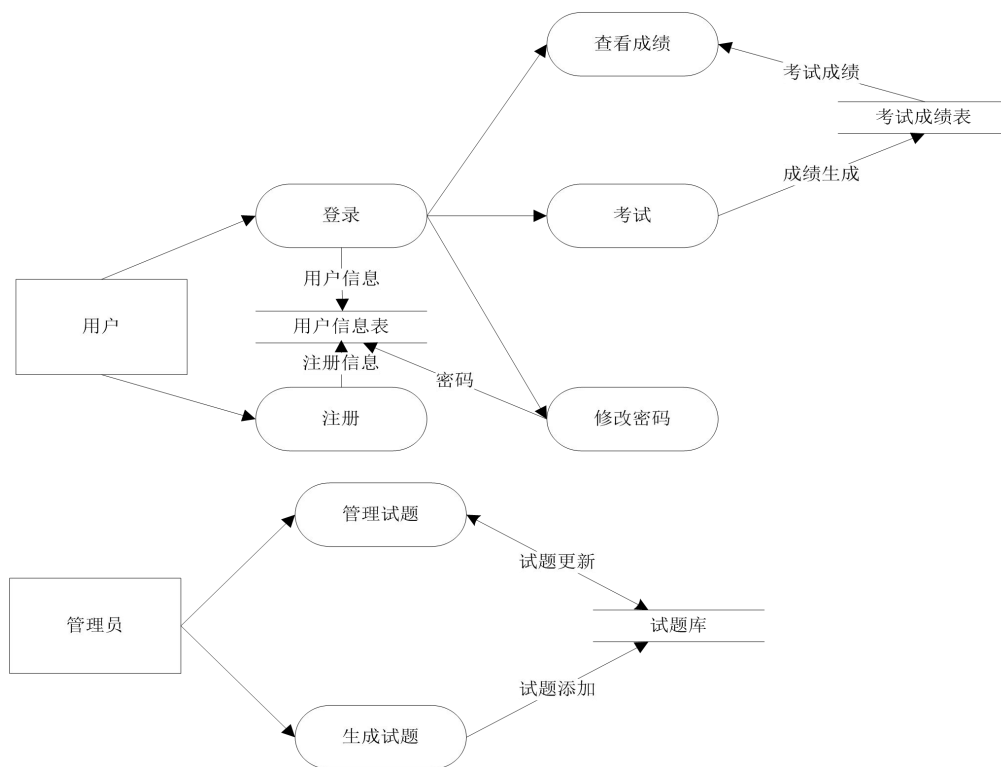 查看成绩
考试成绩
考试成绩表
成绩生成
登录
考试
用户信息
用户
用户信息表
注册信息
密码
注册
修改密码
管理试题
试题更新
管理员
试题库
试题添加
生成试题